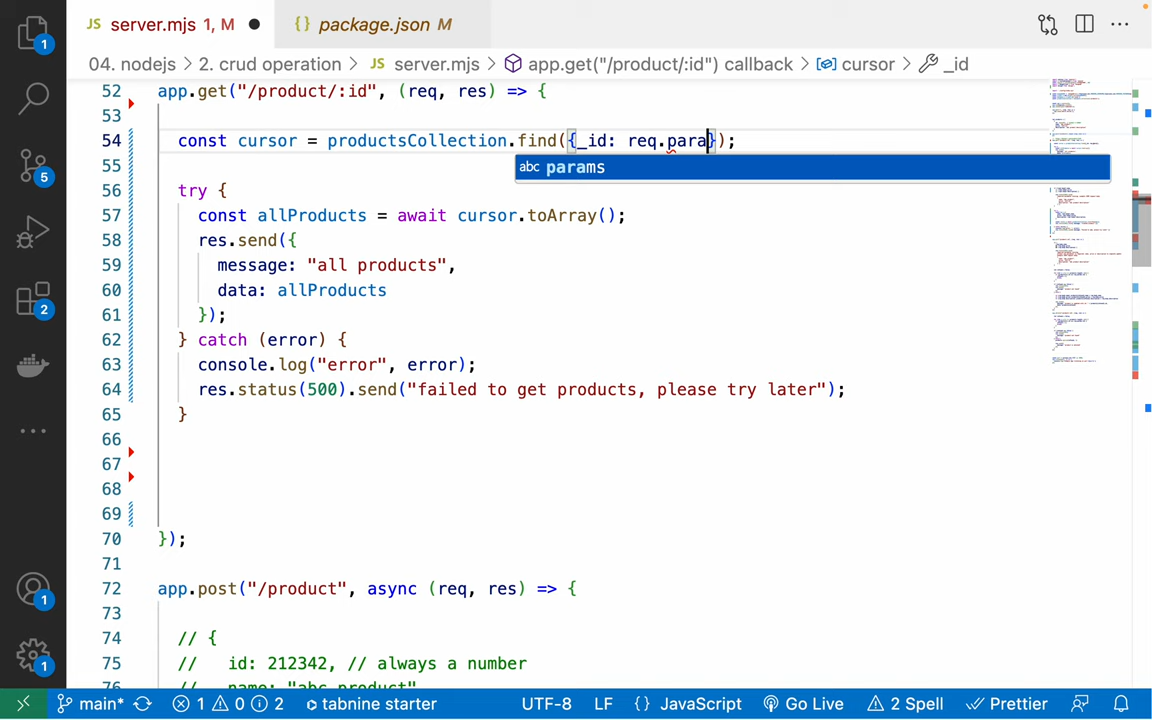 JS server.mjs 1, M ● {} package.json M
04. nodejs > 2. crud operation > JS server.mjs > app.get("/product/:id") callback > cursor > _id
52 app.get("/product/:id", (req, res) => {
53
54 const cursor = productsCollection.find({_id: req.para});
abc params
55
56 try {
57 const allProducts = await cursor.toArray();
58 res.send({
59 message: "all products",
60 data: allProducts
61 });
62 } catch (error) {
63 console.log("error", error);
64 res.status(500).send("failed to get products, please try later");
65 }
66
67
68
69
70 });
71
72 app.post("/product", async (req, res) => {
73
74 // {
75 // id: 212342, // always a number
76 // name: "abc product"
1
5
2
1
1
main* 1 0 2 tabnine starter UTF-8 LF {} JavaScript Go Live 2 Spell Prettier